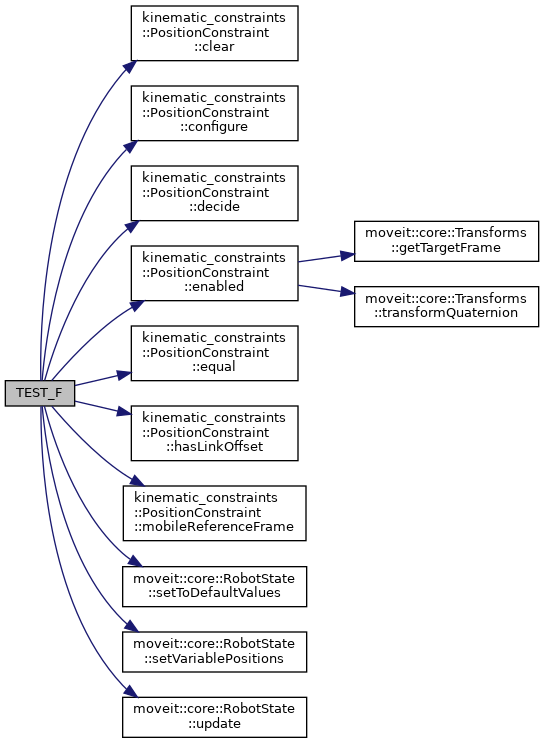 kinematic_constraints
::PositionConstraint
::clear
kinematic_constraints
::PositionConstraint
::configure
kinematic_constraints
::PositionConstraint
::decide
kinematic_constraints
::PositionConstraint
::enabled
moveit::core::Transforms
::getTargetFrame
moveit::core::Transforms
::transformQuaternion
kinematic_constraints
::PositionConstraint
::equal
TEST_F
kinematic_constraints
::PositionConstraint
::hasLinkOffset
kinematic_constraints
::PositionConstraint
::mobileReferenceFrame
moveit::core::RobotState
::setToDefaultValues
moveit::core::RobotState
::setVariablePositions
moveit::core::RobotState
::update